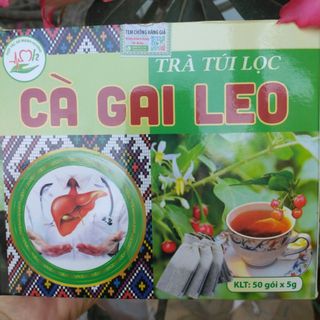 TEM CHỐNG HÀNG GIẢ
TRÀ TÚI LỌC
CÀ GAI LEO
KLT: 50 gói x 5g